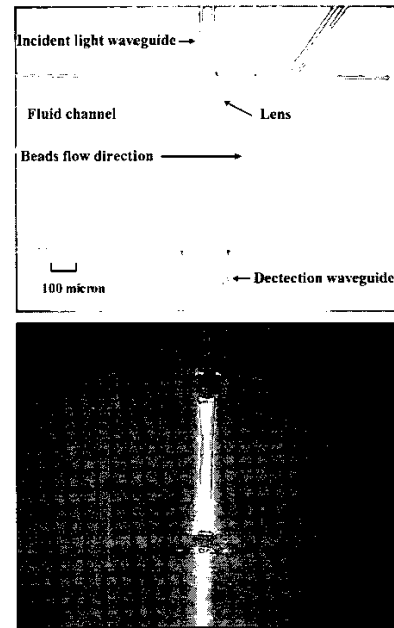 Incident light waveguide
Fluid channel
Lens
Beads flow direction
100 micron
Dectection waveguide